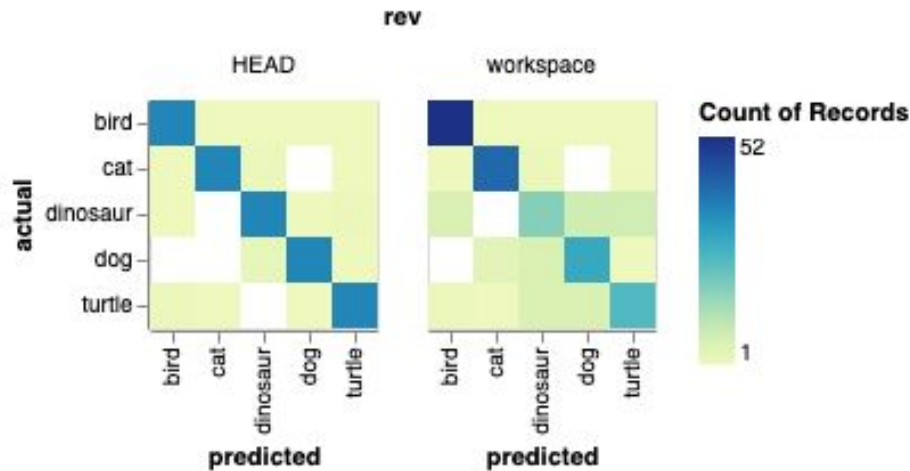 rev
HEAD
workspace
Count of Records
52
1
actual
bird
cat
dinosaur
dog
turtle
bird
cat
dinosaur
dog
turtle
predicted
bird
cat
dinosaur
dog
turtle
predicted